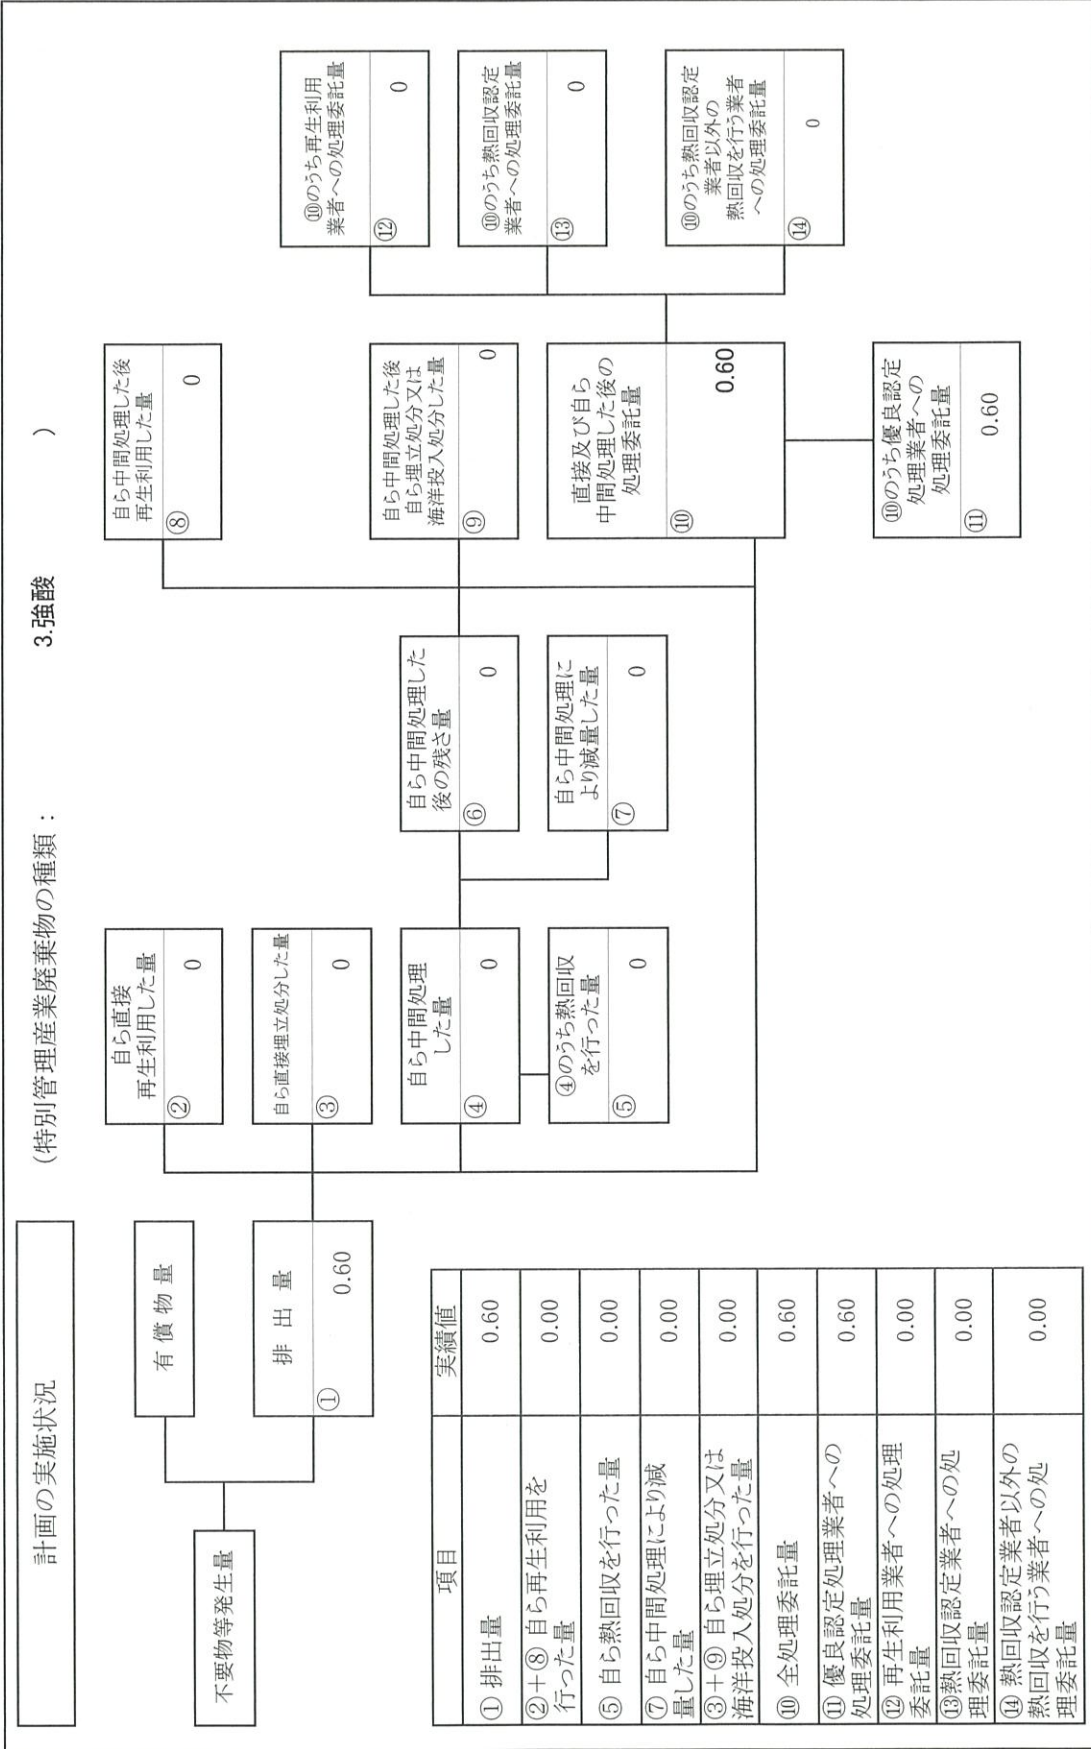 計画の実施状況
(特別管理産業廃棄物の種類： 3.強酸 )
不要物等発生量
有 償 物 量
排 出 量
① 0.60
自ら直接
再生利用した量
② 0
自ら直接埋立処分した量
③ 0
自ら中間処理
した量
④ 0
④のうち熱回収
を行った量
⑤ 0
自ら中間処理した
後の残さ量
⑥ 0
自ら中間処理に
より減量した量
⑦ 0
自ら中間処理した後
再生利用した量
⑧ 0
自ら中間処理した後
自ら埋立処分又は
海洋投入処分した量
⑨ 0
直接及び自ら
中間処理した後の
処理委託量
⑩ 0.60
⑩のうち優良認定
処理業者への
処理委託量
⑪ 0.60
⑩のうち再生利用
業者への処理委託量
⑫ 0
⑩のうち熱回収認定
業者への処理委託量
⑬ 0
⑩のうち熱回収認定
業者以外の
熱回収を行う業者
への処理委託量
⑭ 0
項目 実績値
① 排出量 0.60
②+⑧ 自ら再生利用を
行った量 0.00
⑤ 自ら熱回収を行った量 0.00
⑦ 自ら中間処理により減
量した量 0.00
③+⑨ 自ら埋立処分又は
海洋投入処分を行った量 0.00
⑩ 全処理委託量 0.60
⑪ 優良認定処理業者への
処理委託量 0.60
⑫ 再生利用業者への処理
委託量 0.00
⑬熱回収認定業者への処
理委託量 0.00
⑭ 熱回収認定業者以外の
熱回収を行う業者への処
理委託量 0.00